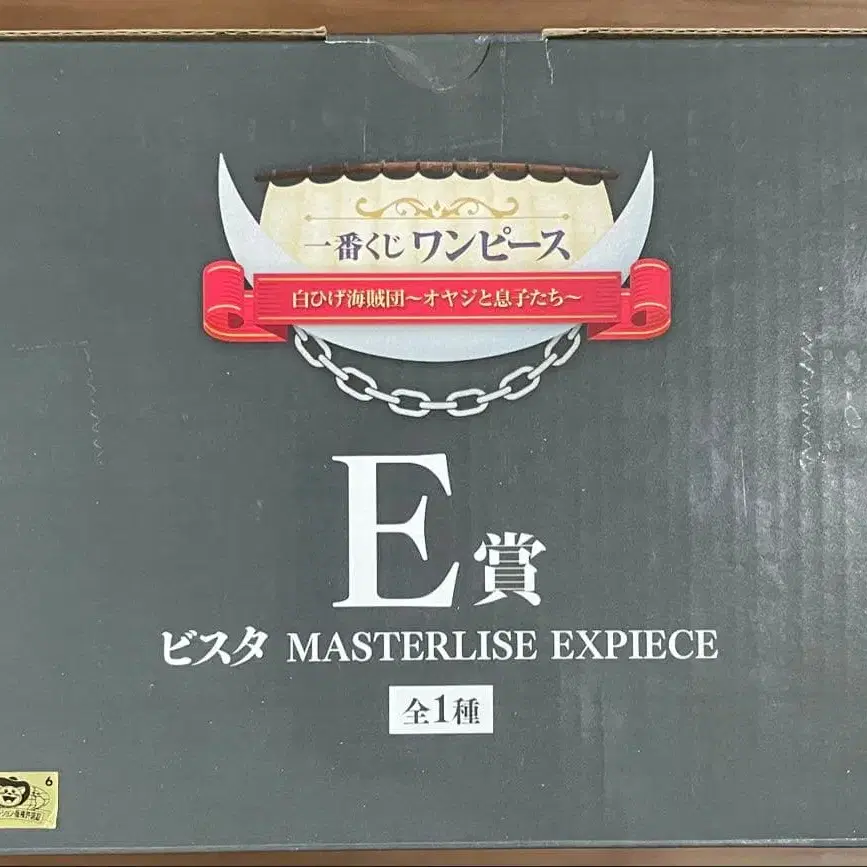 一番くじ ワンピース
白ひげ海賊団～オヤジと息子たち～
E賞
ビスタ MASTERLISE EXPIECE
全1種
6